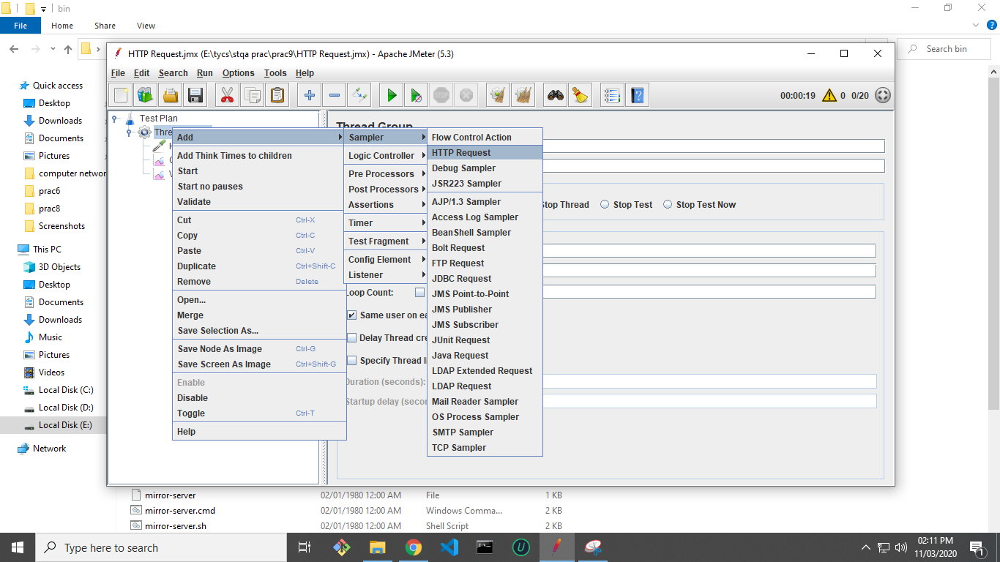 bin
File Home Share View
Search bin
Quick access
Desktop
Downloads
Documents
Pictures
computer networ
prac6
prac8
Screenshots
This PC
3D Objects
Desktop
Documents
Downloads
Music
Pictures
Videos
Local Disk (C:)
Local Disk (D:)
Local Disk (E:)
Network
HTTP Request.jmx (E:\tycs\stqa prac\prac9\HTTP Request.jmx) - Apache JMeter (5.3)
File Edit Search Run Options Tools Help
STOP
00:00:19 0 0/20
Test Plan
Thre
Add
Add Think Times to children
Start
Start no pauses
Validate
Cut Ctrl-X
Copy Ctrl-C
Paste Ctrl-V
Duplicate Ctrl+Shift-C
Remove Delete
Open...
Merge
Save Selection As...
Save Node As Image Ctrl-G
Save Screen As Image Ctrl+Shift-G
Enable
Disable
Toggle Ctrl-T
Help
Sampler
Logic Controller
Pre Processors
Post Processors
Assertions
Timer
Test Fragment
Config Element
Listener
Flow Control Action
HTTP Request
Debug Sampler
JSR223 Sampler
AJP/1.3 Sampler
Access Log Sampler
BeanShell Sampler
Bolt Request
FTP Request
JDBC Request
JMS Point-to-Point
JMS Publisher
JMS Subscriber
JUnit Request
Java Request
LDAP Extended Request
LDAP Request
Mail Reader Sampler
OS Process Sampler
SMTP Sampler
TCP Sampler
Thread Group
Stop Thread Stop Test Stop Test Now
Loop Count:
Same user on ea
Delay Thread cre
Specify Thread li
Duration (seconds):
Startup delay (secon
mirror-server 02/01/1980 12:00 AM File 1 KB
mirror-server.cmd 02/01/1980 12:00 AM Windows Comma... 2 KB
mirror-server.sh 02/01/1980 12:00 AM Shell Script 2 KB
Type here to search
02:11 PM
11/03/2020
1